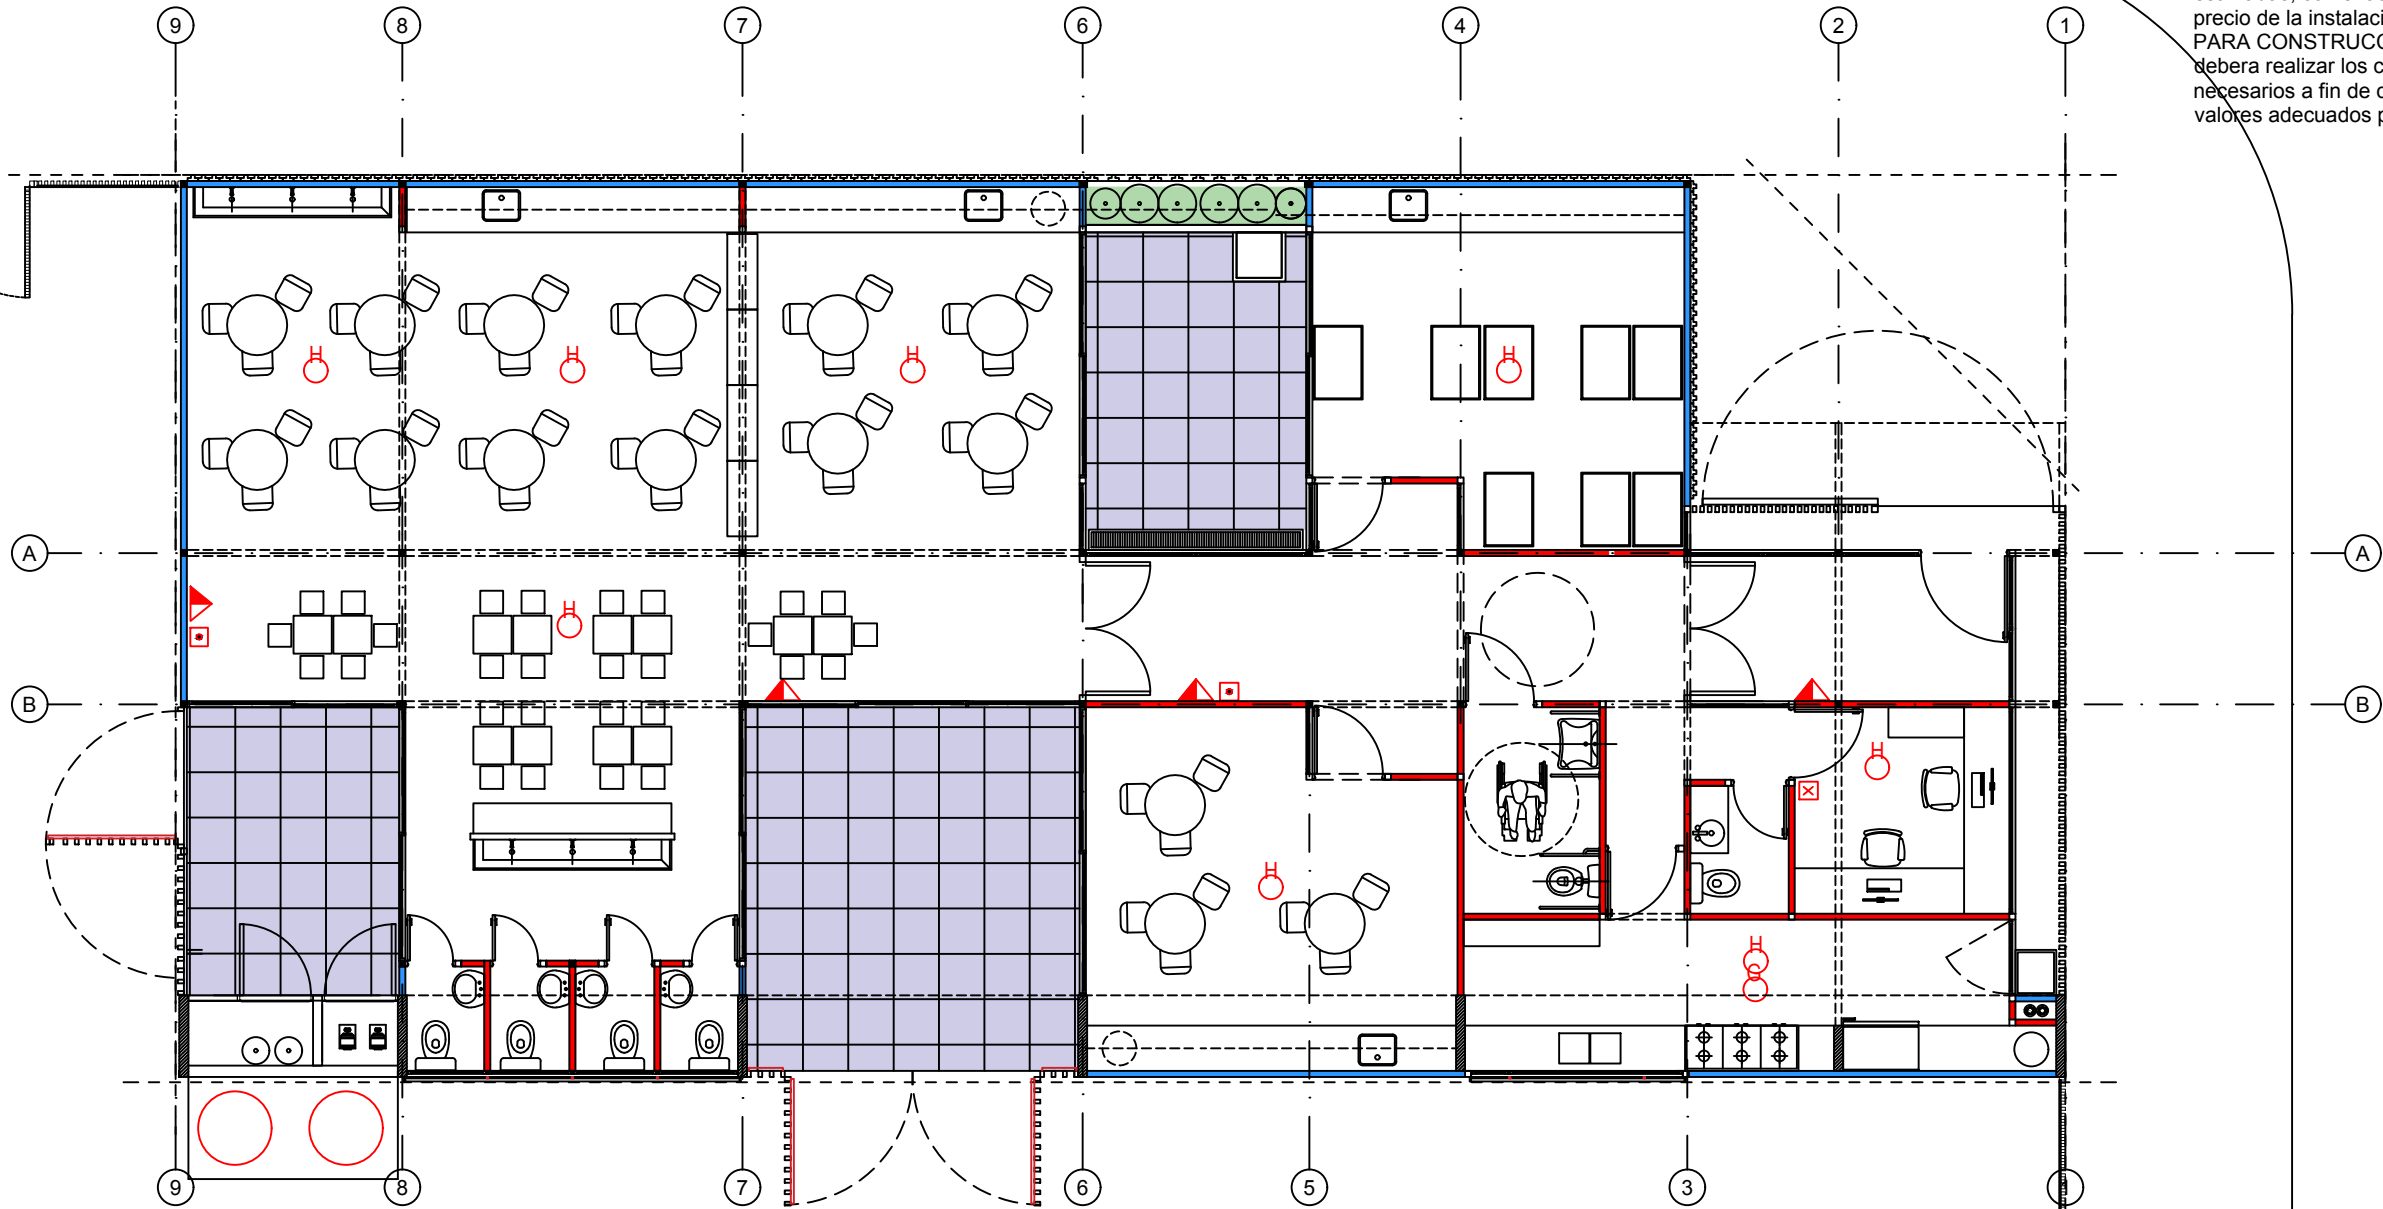 9
8
7
6
4
2
1
precio de la instalaci
PARA CONSTRUCC
debera realizar los c
necesarios a fin de
valores adecuados p
H
H
H
H
A
A
H
B
B
H
H
H
G
9
8
7
6
5
3